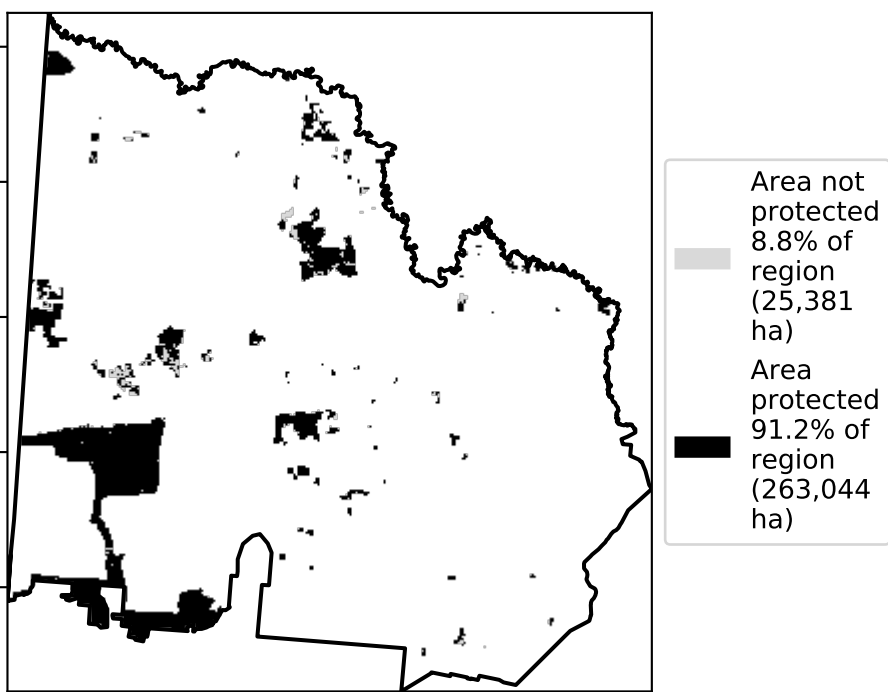 Area not
protected
8.8% of
region
(25,381
ha)
Area
protected
91.2% of
region
(263,044
ha)